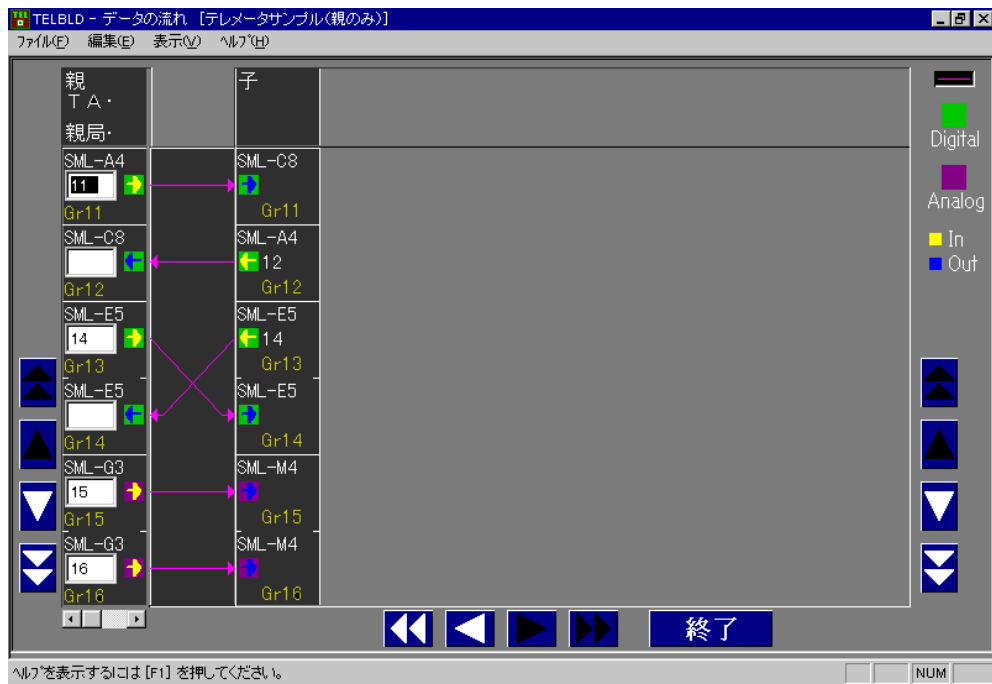 TELBLD - データの流れ [テレメータサンプル(親のみ)]
ファイル(F) 編集(E) 表示(V) ヘルプ(H)
親
TA・
親局・
子
SML-A4
11
Gr11
SML-C8
Gr11
SML-C8
Gr12
SML-A4
12
Gr12
SML-E5
14
Gr13
SML-E5
14
Gr13
SML-E5
Gr14
SML-E5
Gr14
SML-G3
15
Gr15
SML-M4
Gr15
SML-G3
16
Gr16
SML-M4
Gr16
Digital
Analog
In
Out
終了
ヘルプを表示するには [F1] を押してください。
NUM